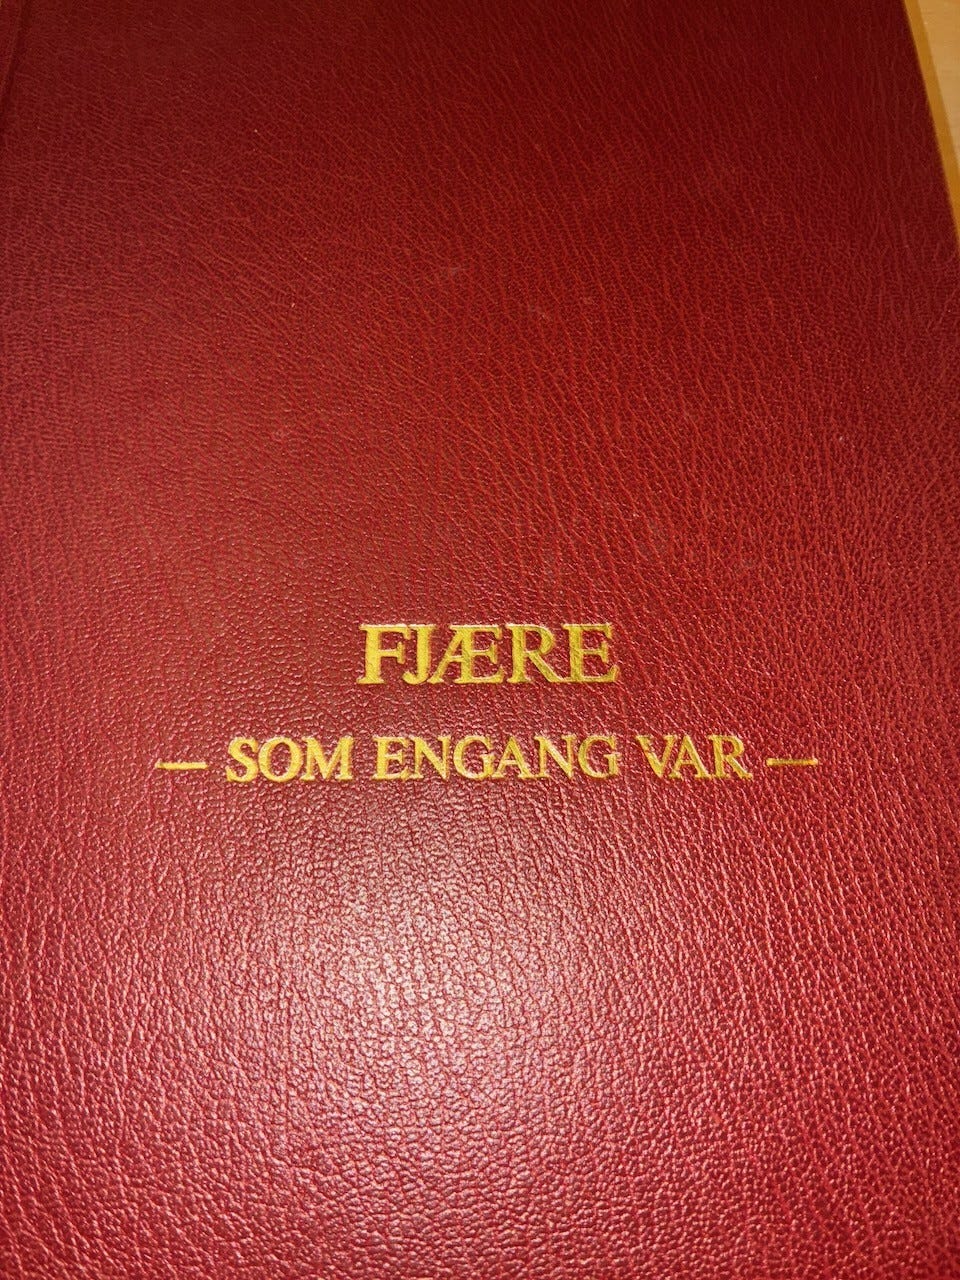 FJÆRE
— SOM ENGANG VAR —